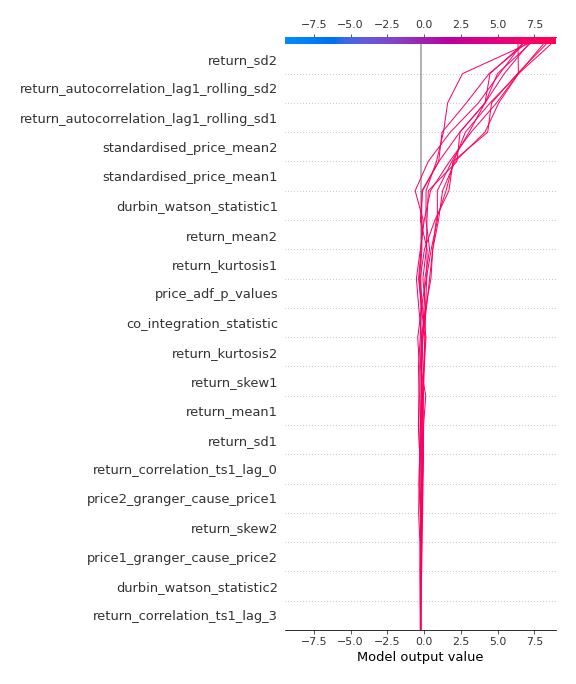 −7.5 −5.0 −2.5 0.0 2.5 5.0 7.5
return_sd2
return_autocorrelation_lag1_rolling_sd2
return_autocorrelation_lag1_rolling_sd1
standardised_price_mean2
standardised_price_mean1
durbin_watson_statistic1
return_mean2
return_kurtosis1
price_adf_p_values
co_integration_statistic
return_kurtosis2
return_skew1
return_mean1
return_sd1
return_correlation_ts1_lag_0
price2_granger_cause_price1
return_skew2
price1_granger_cause_price2
durbin_watson_statistic2
return_correlation_ts1_lag_3
−7.5 −5.0 −2.5 0.0 2.5 5.0 7.5
Model output value